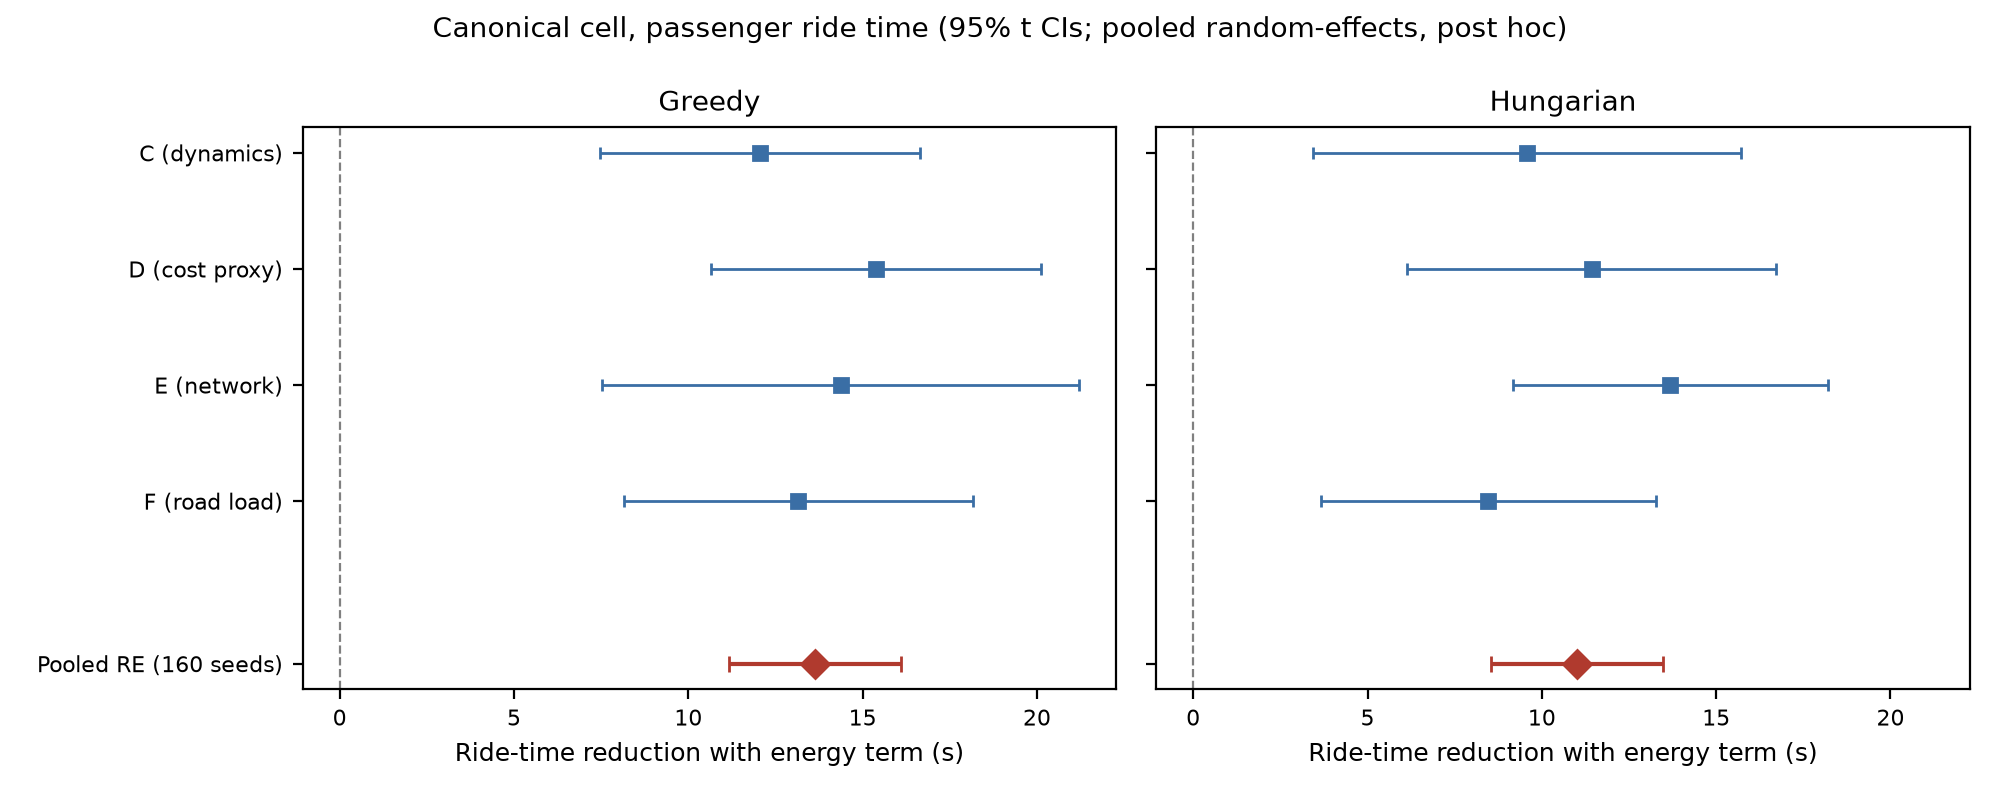 Canonical cell, passenger ride time (95% t CIs; pooled random-effects, post hoc)
Greedy
Hungarian
C (dynamics)
D (cost proxy)
E (network)
F (road load)
Pooled RE (160 seeds)
0 5 10 15 20
0 5 10 15 20
Ride-time reduction with energy term (s)
Ride-time reduction with energy term (s)